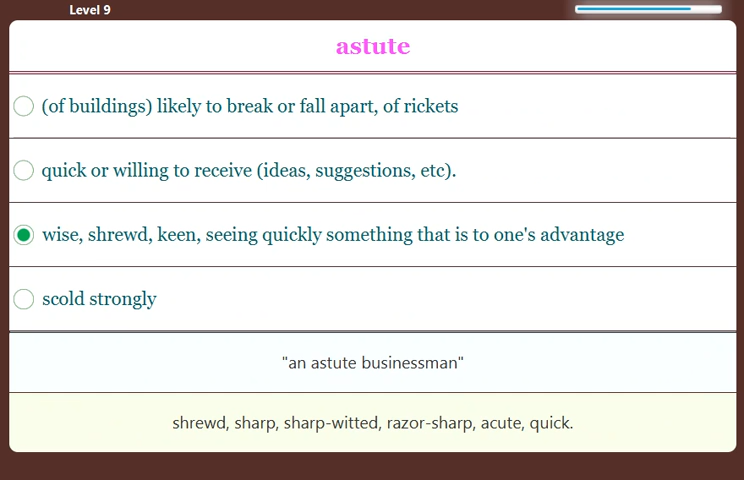 Level 9
astute
(of buildings) likely to break or fall apart, of rickets
quick or willing to receive (ideas, suggestions, etc).
wise, shrewd, keen, seeing quickly something that is to one's advantage
scold strongly
"an astute businessman"
shrewd, sharp, sharp-witted, razor-sharp, acute, quick.